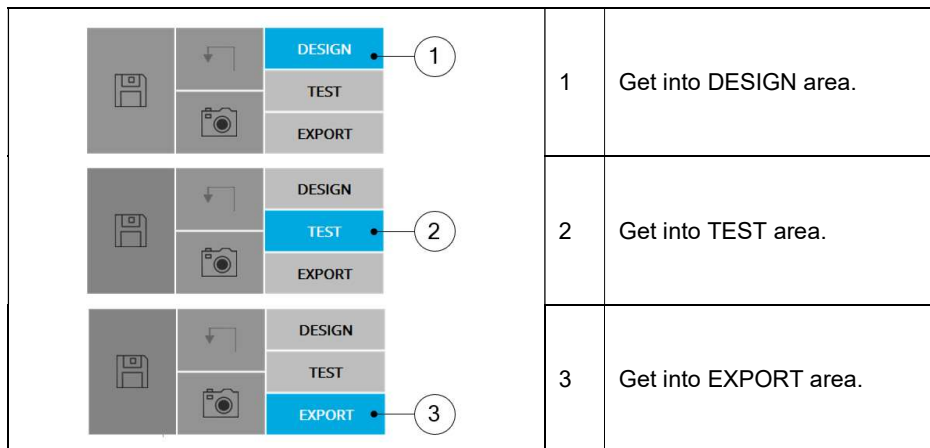 DESIGN
1
TEST
EXPORT
1 Get into DESIGN area.
DESIGN
TEST
2
EXPORT
2 Get into TEST area.
DESIGN
TEST
EXPORT
3
3 Get into EXPORT area.